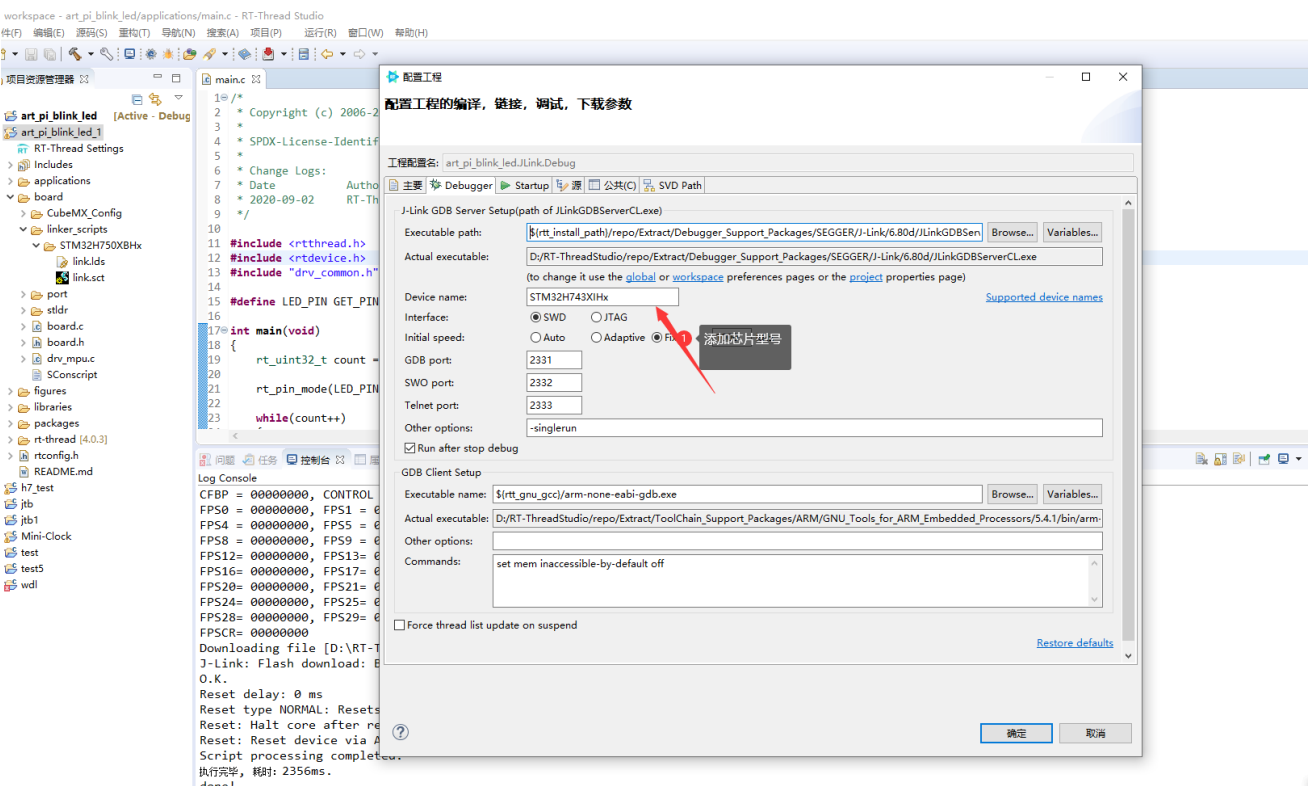 workspace - art_pi_blink_led/applications/main.c - RT-Thread Studio
件(F) 编辑(E) 源码(S) 重构(T) 导航(N) 搜索(A) 项目(P) 运行(R) 窗口(W) 帮助(H)
项目资源管理器
art_pi_blink_led [Active - Debug
art_pi_blink_led_1
RT-Thread Settings
Includes
applications
board
CubeMX_Config
linker_scripts
STM32H750XBHx
link.lds
link.sct
port
stldr
board.c
board.h
drv_mpu.c
SConscript
figures
libraries
packages
rt-thread [4.0.3]
rtconfig.h
README.md
h7_test
jtb
jtb1
Mini-Clock
test
test5
wdl
main.c
1 /*
2 * Copyright (c) 2006-2
3 *
4 * SPDX-License-Identif
5 *
6 * Change Logs:
7 * Date Autho
8 * 2020-09-02 RT-Th
9 */
10
11 #include <rtthread.h>
12 #include <rtdevice.h>
13 #include "drv_common.h"
14
15 #define LED_PIN GET_PIN
16
17 int main(void)
18 {
19 rt_uint32_t count =
20
21 rt_pin_mode(LED_PIN
22
23 while(count++)
问题 任务 控制台
Log Console
CFBP = 00000000, CONTROL
FPS0 = 00000000, FPS1 = 0
FPS4 = 00000000, FPS5 = 0
FPS8 = 00000000, FPS9 = 0
FPS12= 00000000, FPS13= 0
FPS16= 00000000, FPS17= 0
FPS20= 00000000, FPS21= 0
FPS24= 00000000, FPS25= 0
FPS28= 00000000, FPS29= 0
FPSCR= 00000000
Downloading file [D:\RT-T
J-Link: Flash download: B
O.K.
Reset delay: 0 ms
Reset type NORMAL: Resets
Reset: Halt core after re
Reset: Reset device via A
Script processing completed.
执行完毕, 耗时: 2356ms.
done!
配置工程
配置工程的编译，链接，调试，下载参数
工程配置名: art_pi_blink_led.JLink.Debug
主要 Debugger Startup 源 公共(C) SVD Path
J-Link GDB Server Setup(path of JLinkGDBServerCL.exe)
Executable path: ${rtt_install_path}/repo/Extract/Debugger_Support_Packages/SEGGER/J-Link/6.80d/JLinkGDBServ Browse... Variables...
Actual executable: D:/RT-ThreadStudio/repo/Extract/Debugger_Support_Packages/SEGGER/J-Link/6.80d/JLinkGDBServerCL.exe
(to change it use the global or workspace preferences pages or the project properties page)
Device name: STM32H743XIHx Supported device names
Interface: SWD JTAG
Initial speed: Auto Adaptive
1 添加芯片型号
GDB port: 2331
SWO port: 2332
Telnet port: 2333
Other options: -singlerun
Run after stop debug
GDB Client Setup
Executable name: ${rtt_gnu_gcc}/arm-none-eabi-gdb.exe Browse... Variables...
Actual executable: D:/RT-ThreadStudio/repo/Extract/ToolChain_Support_Packages/ARM/GNU_Tools_for_ARM_Embedded_Processors/5.4.1/bin/arm-
Other options:
Commands: set mem inaccessible-by-default off
Force thread list update on suspend
Restore defaults
确定 取消